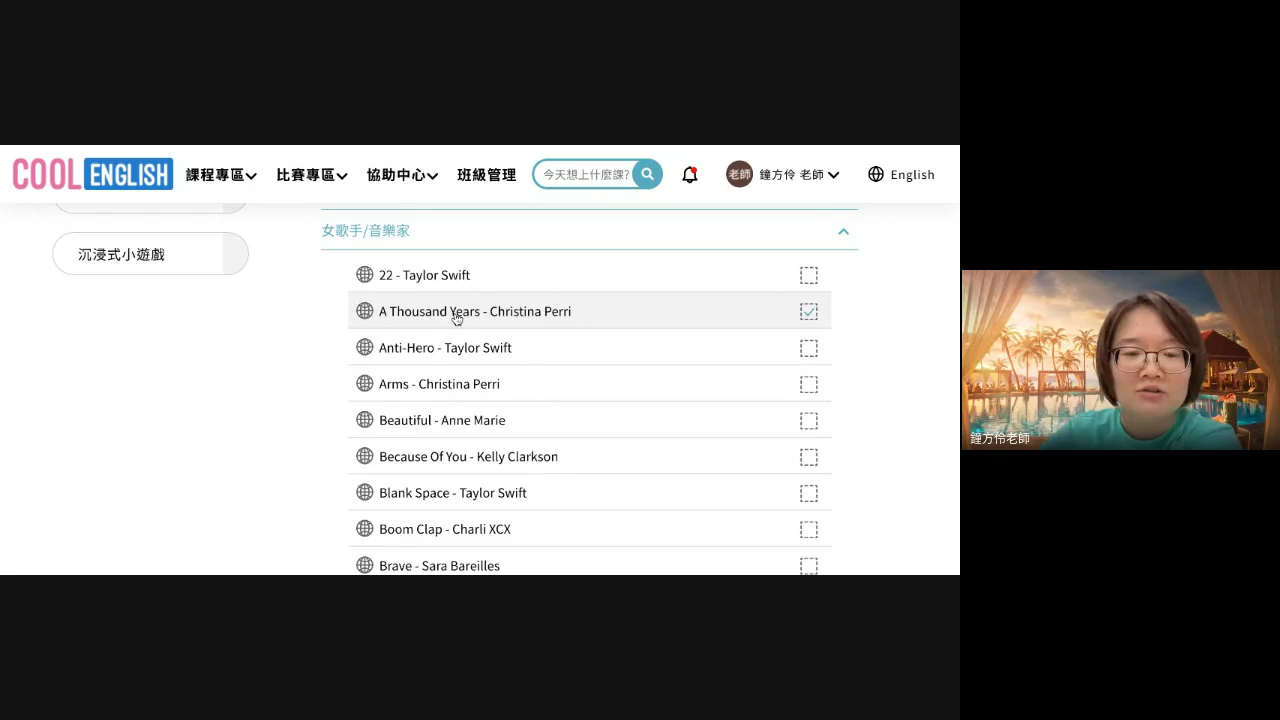 COOL ENGLISH 課程專區 比賽專區 協助中心 班級管理 今天想上什麼課? 老師 鐘方伶 老師 English
沉浸式小遊戲
女歌手/音樂家
22 - Taylor Swift
A Thousand Years - Christina Perri
Anti-Hero - Taylor Swift
Arms - Christina Perri
Beautiful - Anne Marie
Because Of You - Kelly Clarkson
Blank Space - Taylor Swift
Boom Clap - Charli XCX
Brave - Sara Bareilles
鐘方伶老師